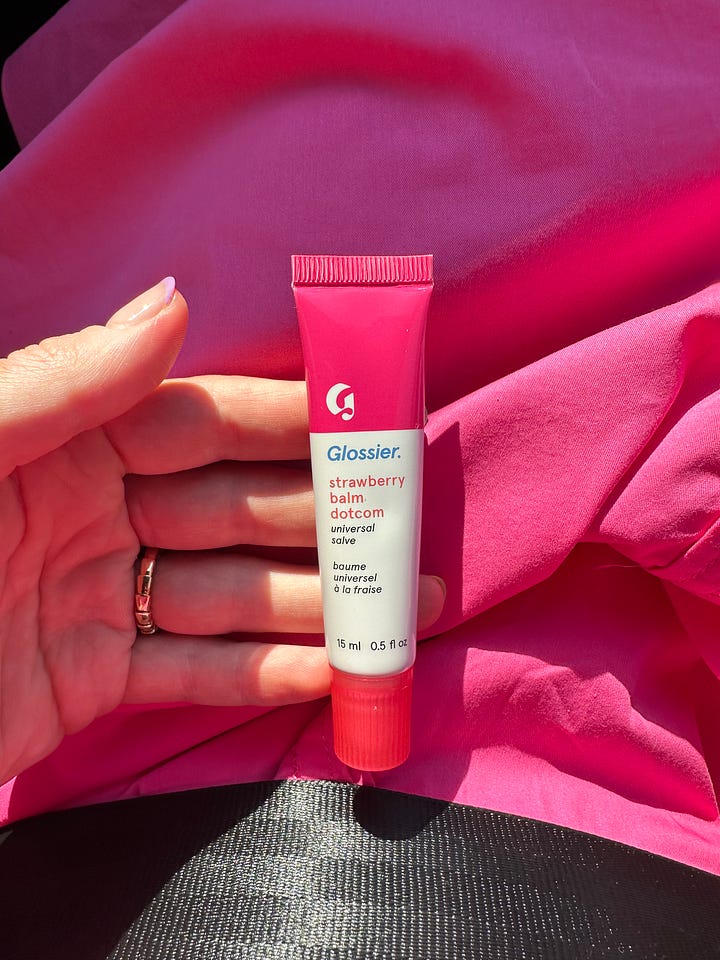 G
Glossier.
strawberry
balm
dotcom
universal
salve
baume
universel
à la fraise
15 ml 0.5 fl oz